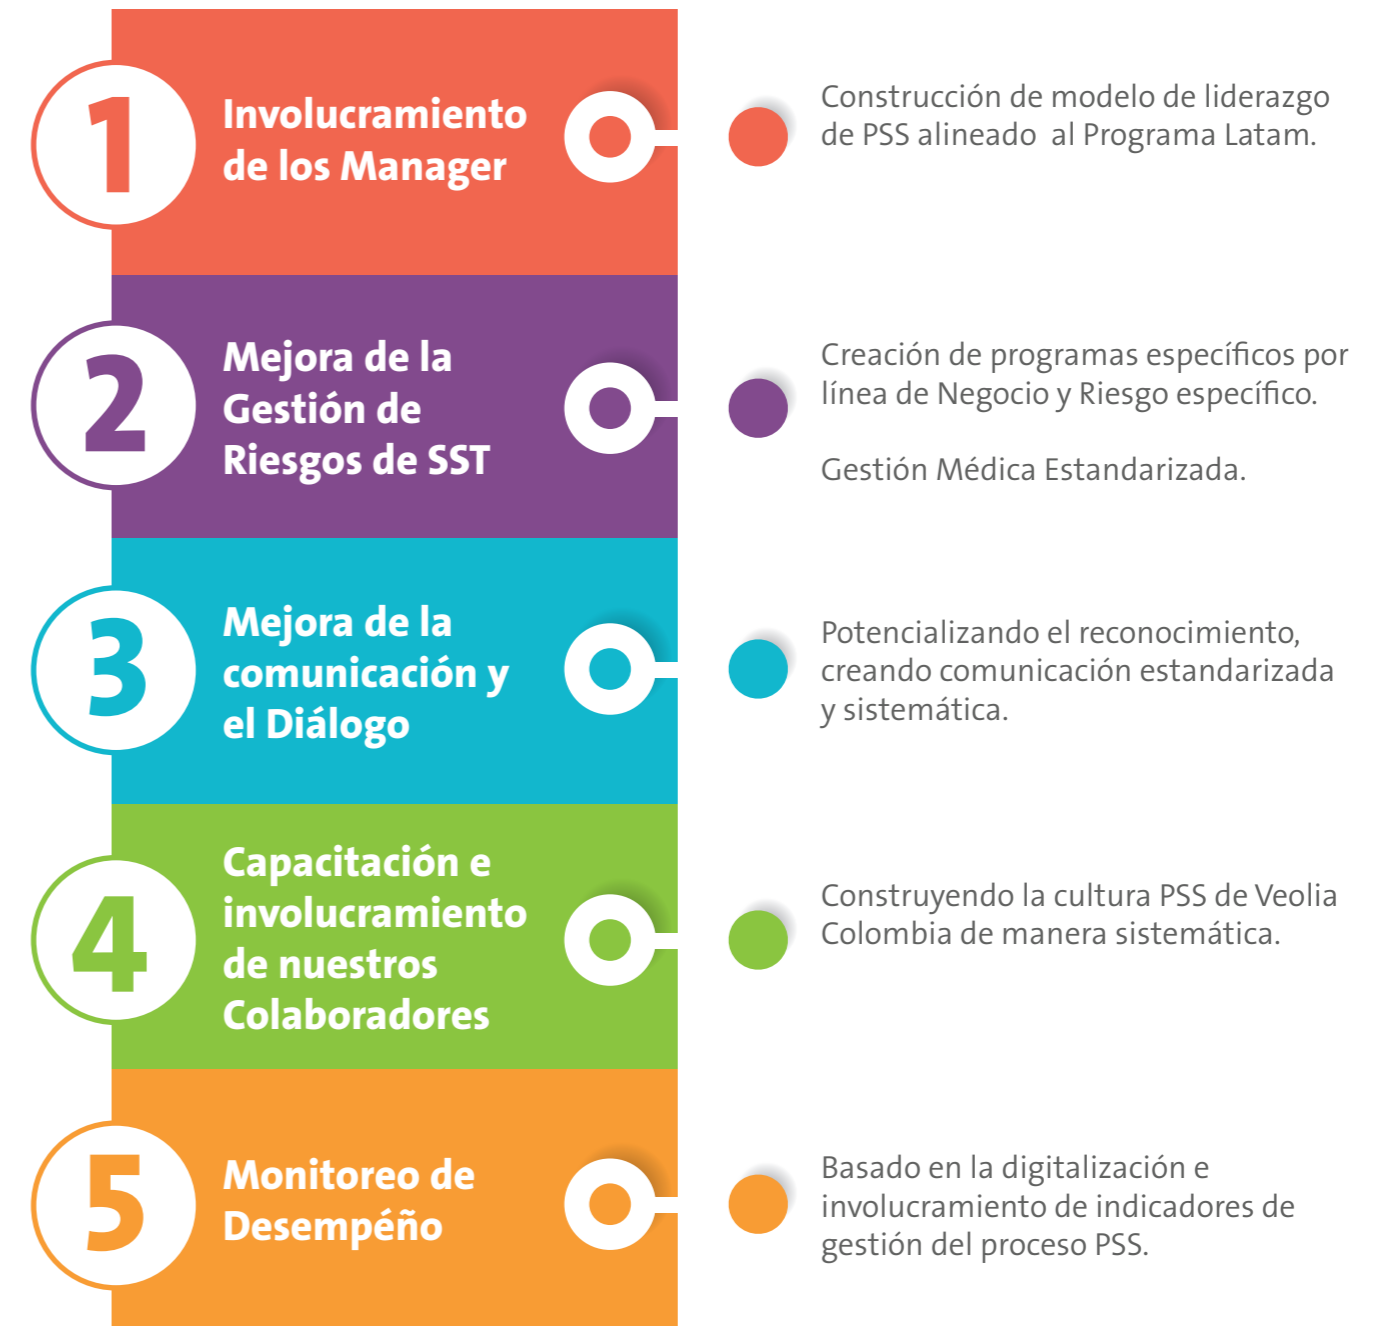 1
Involucramiento
de los Manager
Construcción de modelo de liderazgo
de PSS alineado al Programa Latam.
2
Mejora de la
Gestión de
Riesgos de SST
Creación de programas específicos por
línea de Negocio y Riesgo específico.
Gestión Médica Estandarizada.
3
Mejora de la
comunicación y
el Diálogo
Potencializando el reconocimiento,
creando comunicación estandarizada
y sistemática.
4
Capacitación e
involucramiento
de nuestros
Colaboradores
Construyendo la cultura PSS de Veolia
Colombia de manera sistemática.
5
Monitoreo de
Desempéño
Basado en la digitalización e
involucramiento de indicadores de
gestión del proceso PSS.